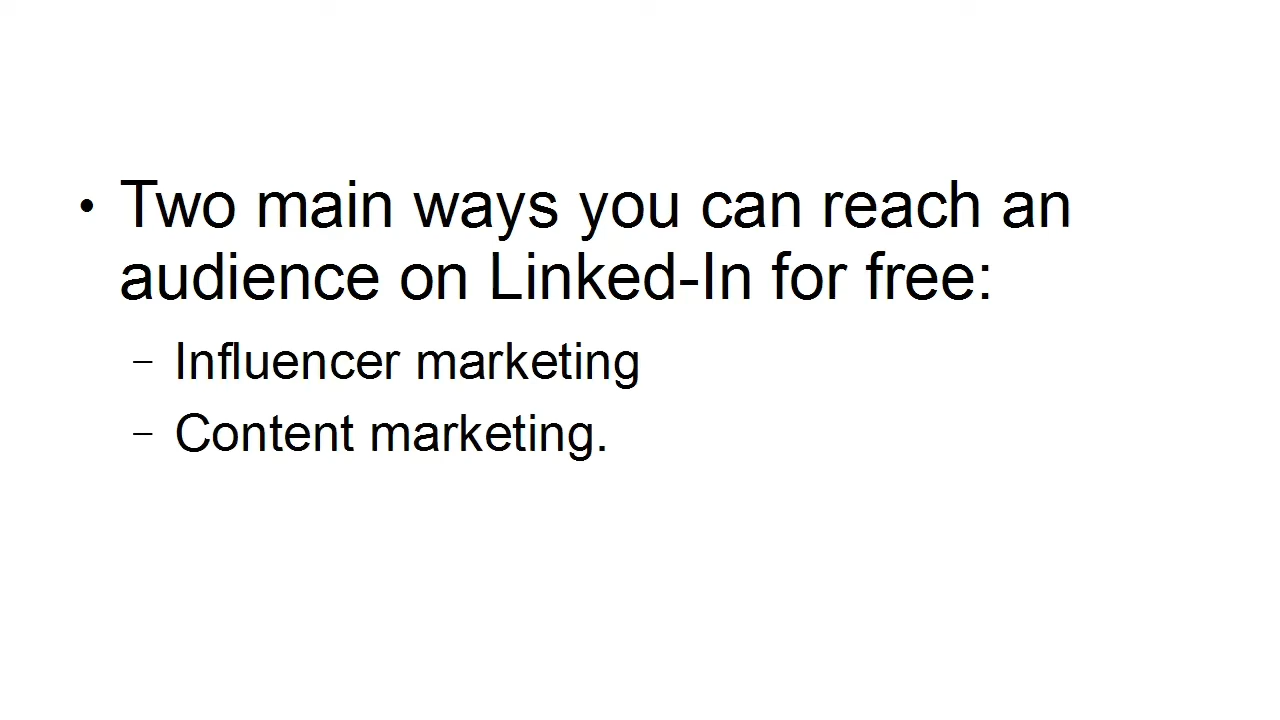 • Two main ways you can reach an
audience on Linked-In for free:
– Influencer marketing
– Content marketing.